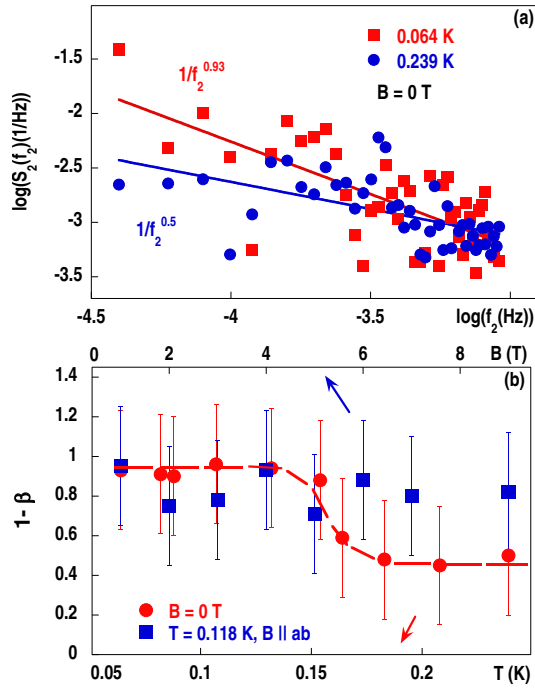 (a)
0.064 K
0.239 K
B = 0 T
1/f₂^0.93
1/f₂^0.5
log(S₂(f₂)(1/Hz))
-1.5
-2
-2.5
-3
-3.5
-4.5
-4
-3.5
log(f₂(Hz))
0
2
4
6
8
B (T)
(b)
1.4
1.2
1
0.8
0.6
0.4
0.2
0
1- β
B = 0 T
T = 0.118 K, B || ab
0.05
0.1
0.15
0.2
T (K)